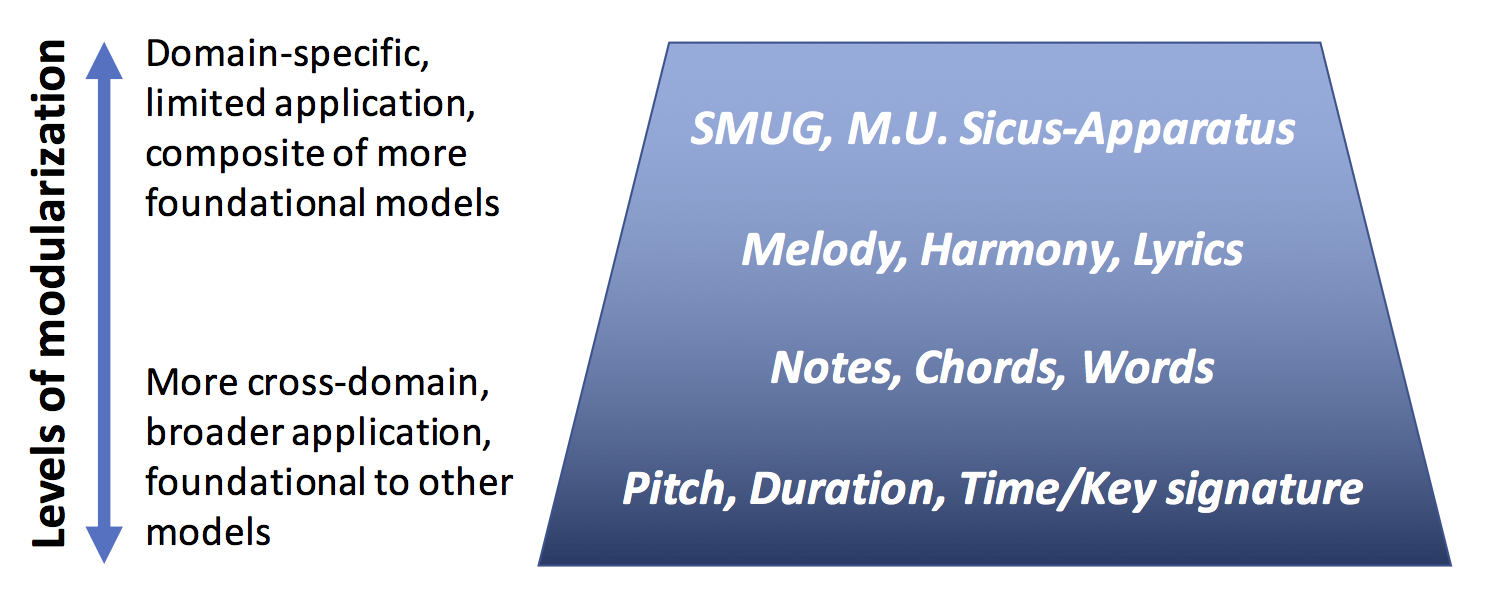 Levels of modularization
Domain-specific,
limited application,
composite of more
foundational models
More cross-domain,
broader application,
foundational to other
models
SMUG, M.U. Sicus-Apparatus
Melody, Harmony, Lyrics
Notes, Chords, Words
Pitch, Duration, Time/Key signature